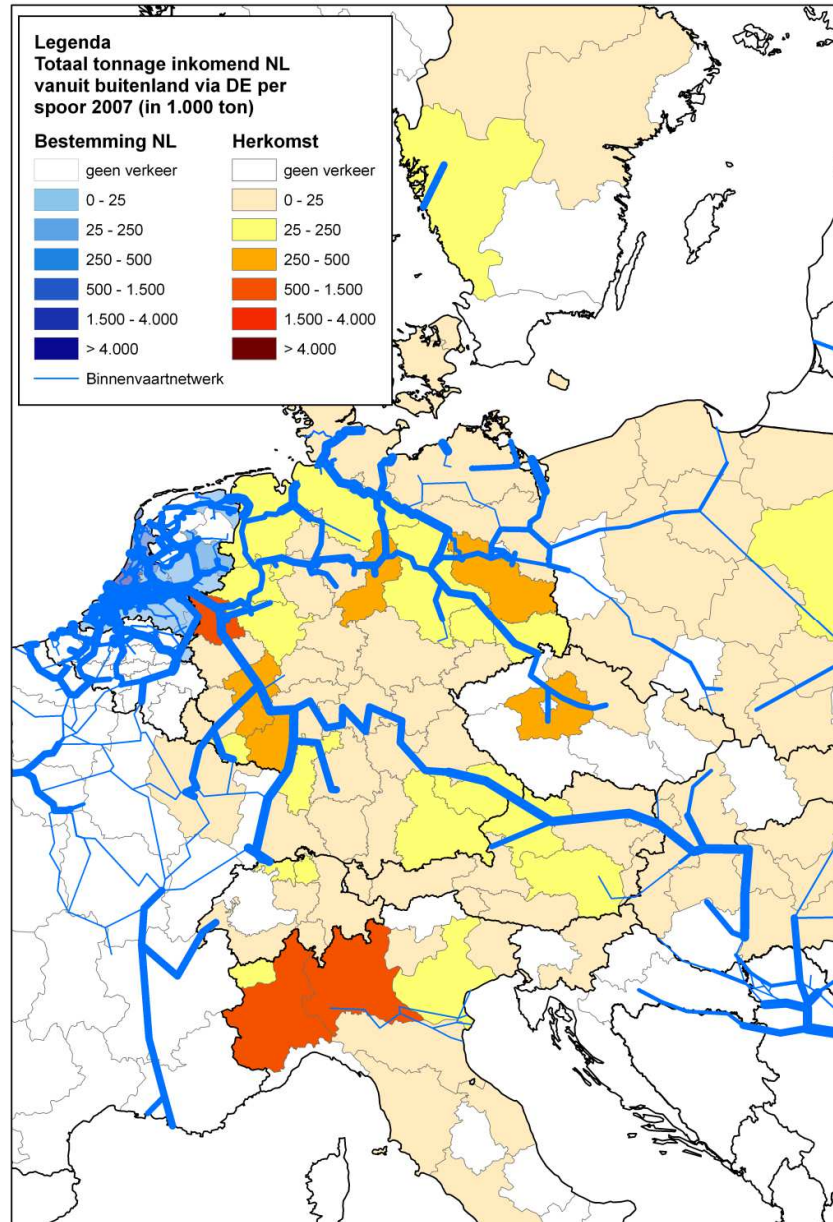 Legenda
Totaal tonnage inkomend NL
vanuit buitenland via DE per
spoor 2007 (in 1.000 ton)
Bestemming NL
geen verkeer
0 - 25
25 - 250
250 - 500
500 - 1.500
1.500 - 4.000
> 4.000
Binnenvaartnetwerk
Herkomst
geen verkeer
0 - 25
25 - 250
250 - 500
500 - 1.500
1.500 - 4.000
> 4.000